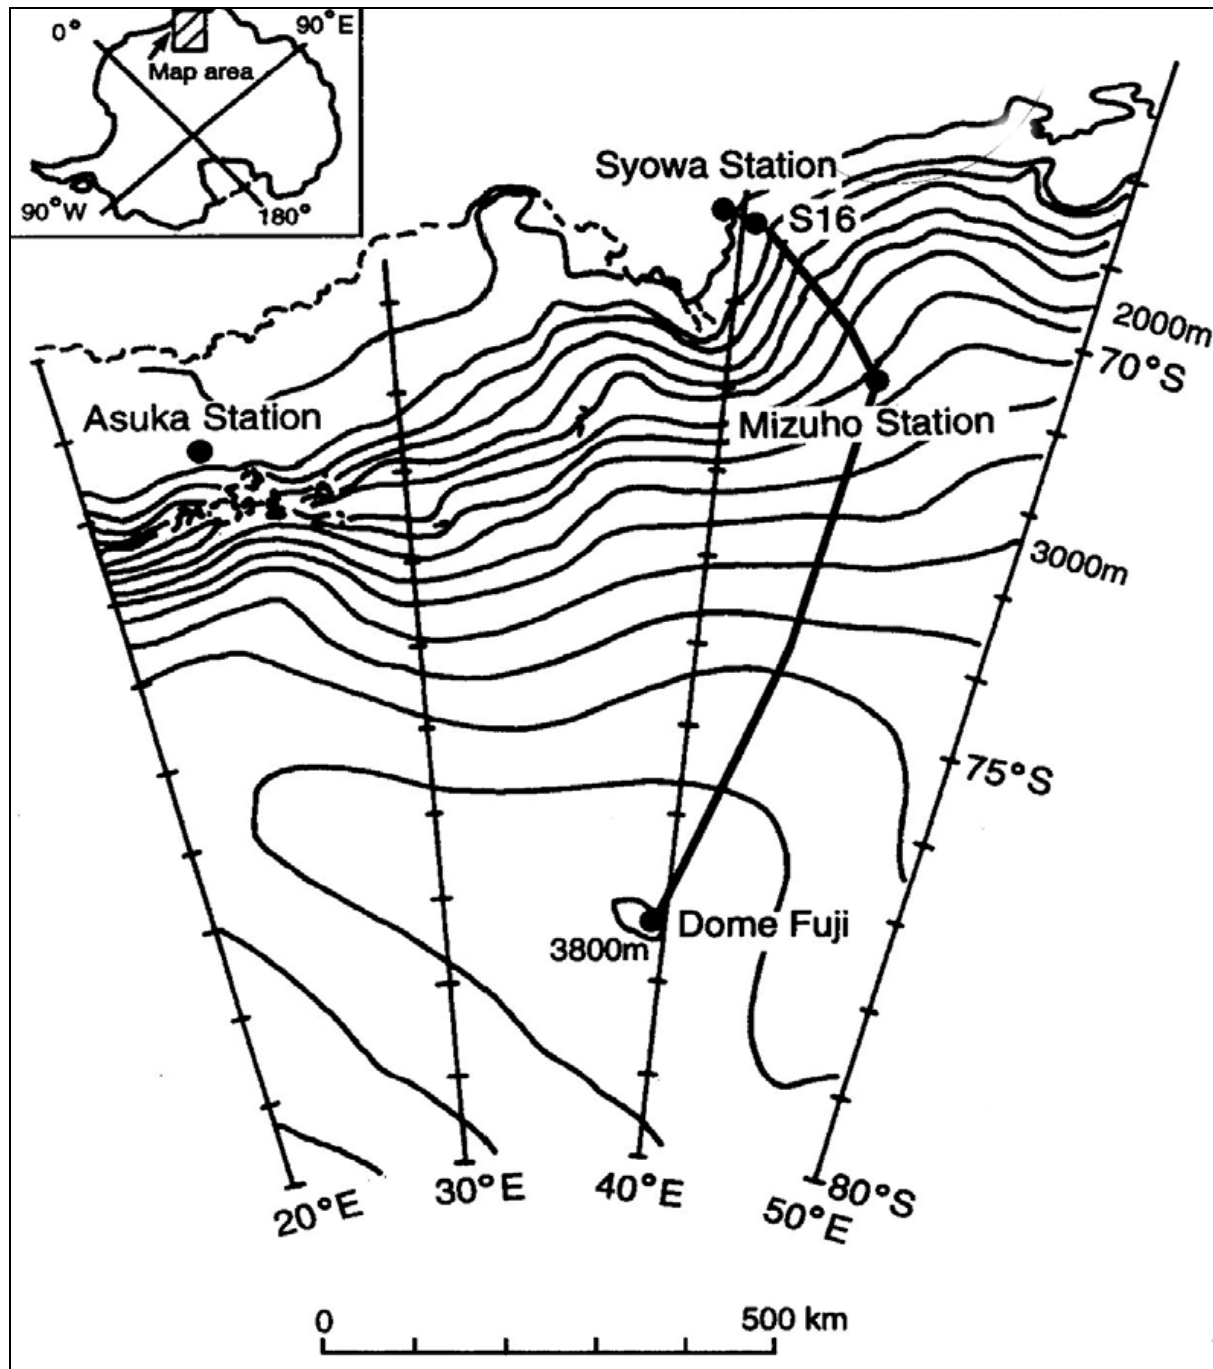 0°
90°E
Map area
90°W
180°
Syowa Station
S16
2000m
70°S
Asuka Station
Mizuho Station
3000m
75°S
Dome Fuji
3800m
20°E
30°E
40°E
50°E
80°S
0
500 km